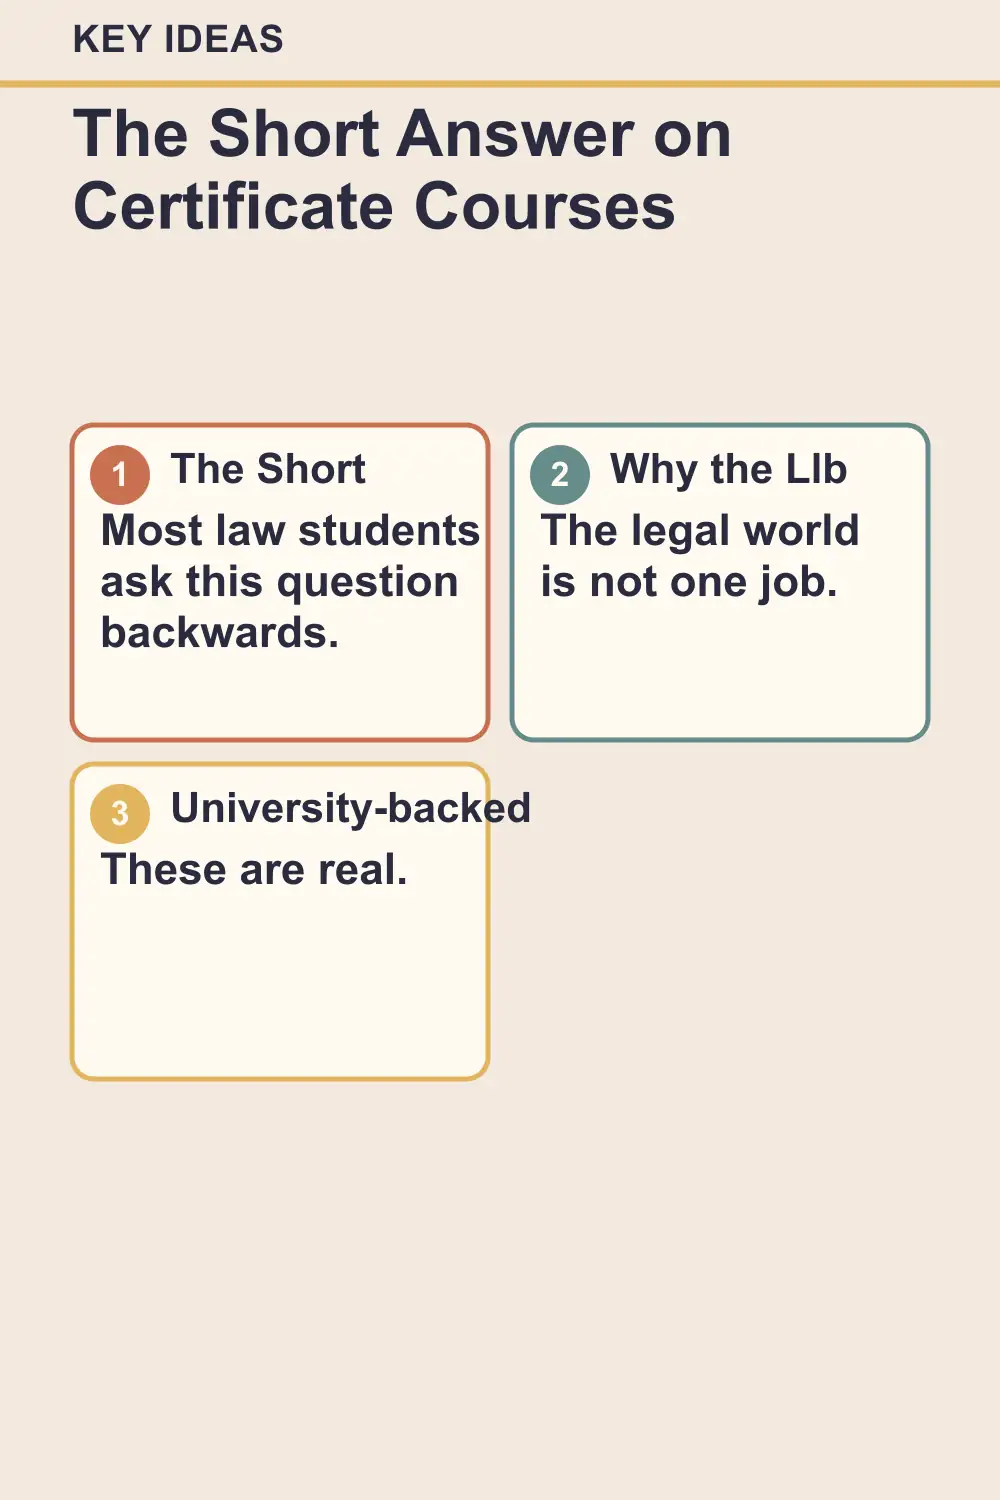 KEY IDEAS
The Short Answer on
Certificate Courses
1 The Short
Most law students
ask this question
backwards.
2 Why the Llb
The legal world
is not one job.
3 University-backed
These are real.